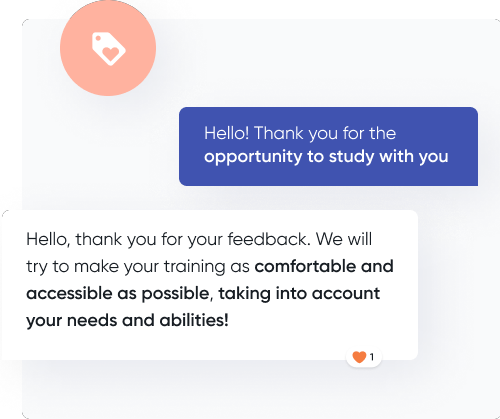 Hello! Thank you for the
opportunity to study with you
Hello, thank you for your feedback. We will
try to make your training as comfortable and
accessible as possible, taking into account
your needs and abilities!
1